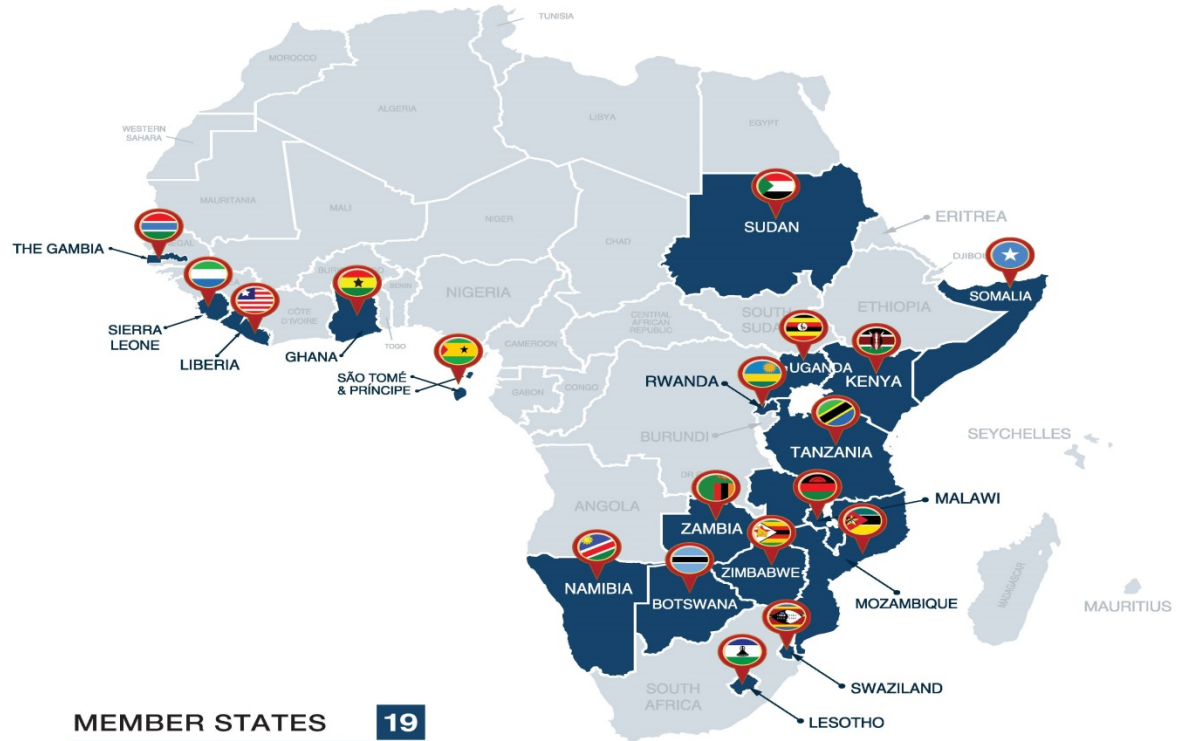 TUNISIA
MOROCCO
ALGERIA
LIBYA
EGYPT
WESTERN
SAHARA
MAURITANIA
MALI
NIGER
CHAD
SUDAN
ERITREA
THE GAMBIA
DJIBOU
SOMALIA
NIGERIA
BENIN
ETHIOPIA
CÔTE
D'IVOIRE
CENTRAL
AFRICAN
REPUBLIC
SOUTH
SUDA
SIERRA
LEONE
LIBERIA
GHANA
TOGO
CAMEROON
UGANDA
KENYA
SÃO TOMÉ
& PRÍNCIPE
GABON
CONGO
RWANDA
BURUNDI
TANZANIA
SEYCHELLES
ANGOLA
MALAWI
ZAMBIA
ZIMBABWE
NAMIBIA
BOTSWANA
MOZAMBIQUE
MADAGASCAR
MAURITIUS
SOUTH
AFRICA
SWAZILAND
LESOTHO
MEMBER STATES 19